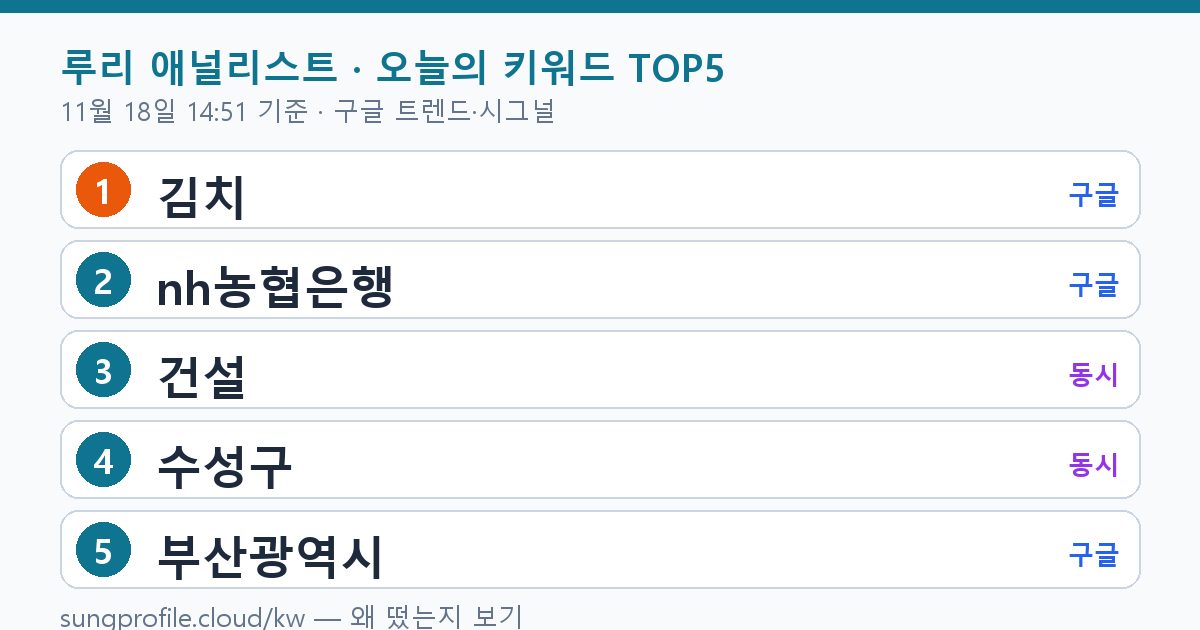 루리 애널리스트 · 오늘의 키워드 TOP5
11월 18일 14:51 기준 · 구글 트렌드·시그널
1 김치 구글
2 nh농협은행 구글
3 건설 동시
4 수성구 동시
5 부산광역시 구글
sungprofile.cloud/kw — 왜 떴는지 보기